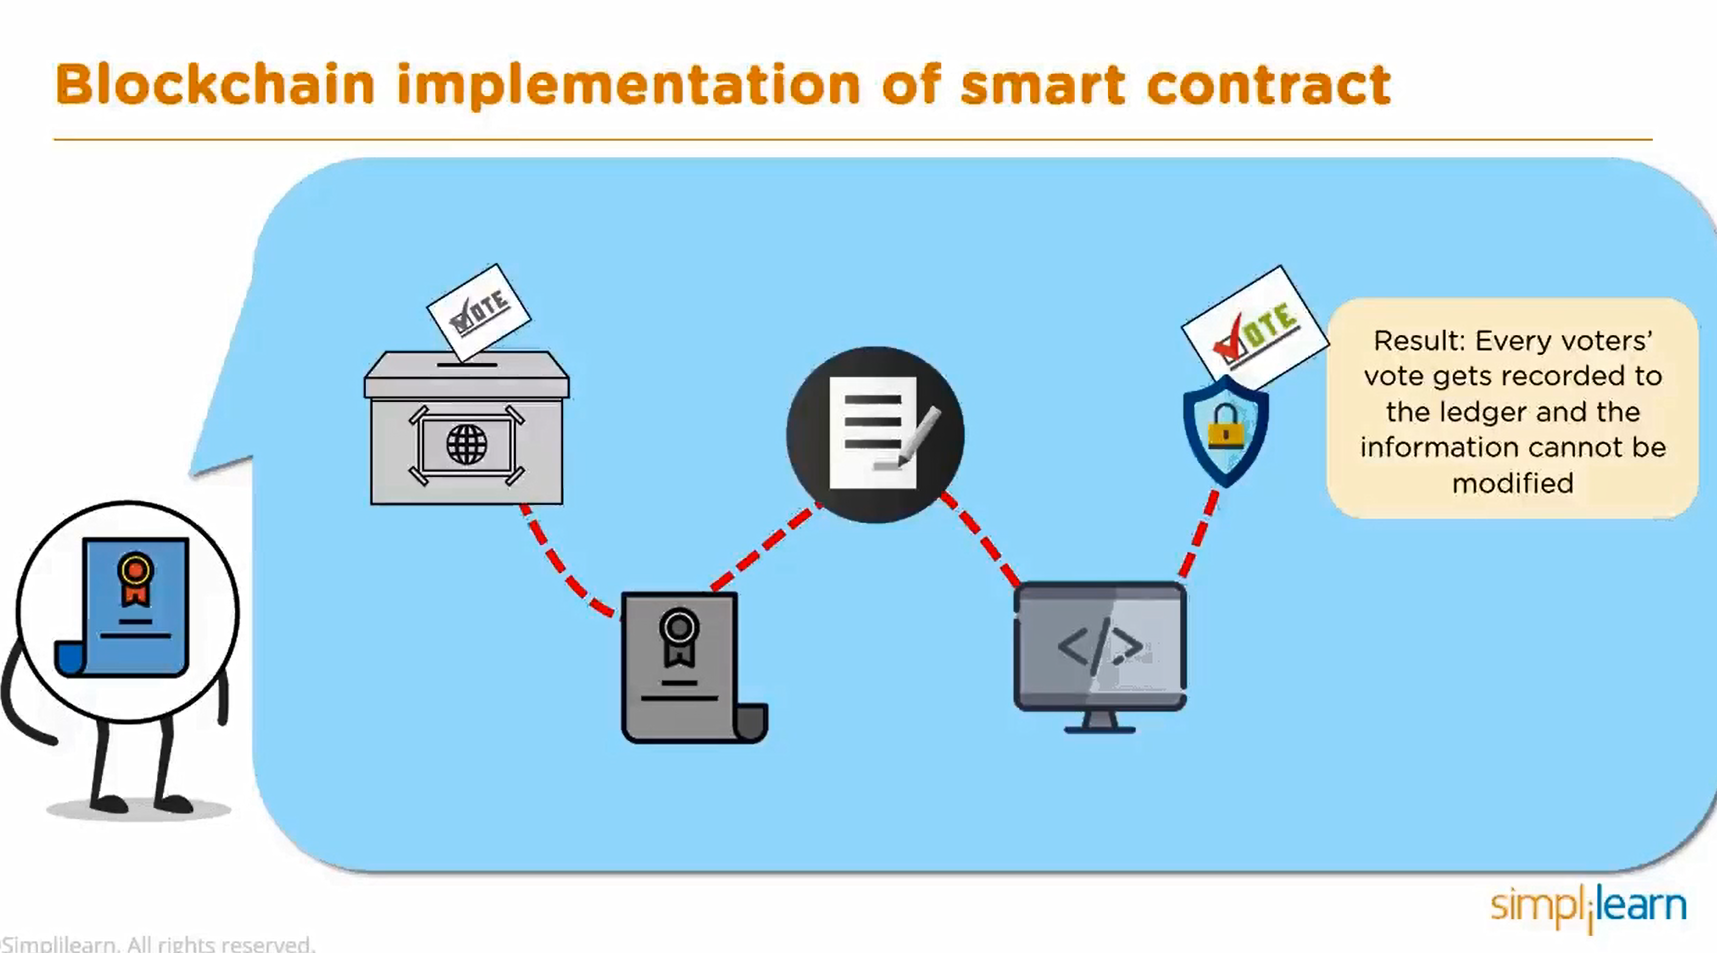 Blockchain implementation of smart contract
VOTE
VOTE
Result: Every voters’
vote gets recorded to
the ledger and the
information cannot be
modified
</>
simplilearn
Simplilearn. All rights reserved.